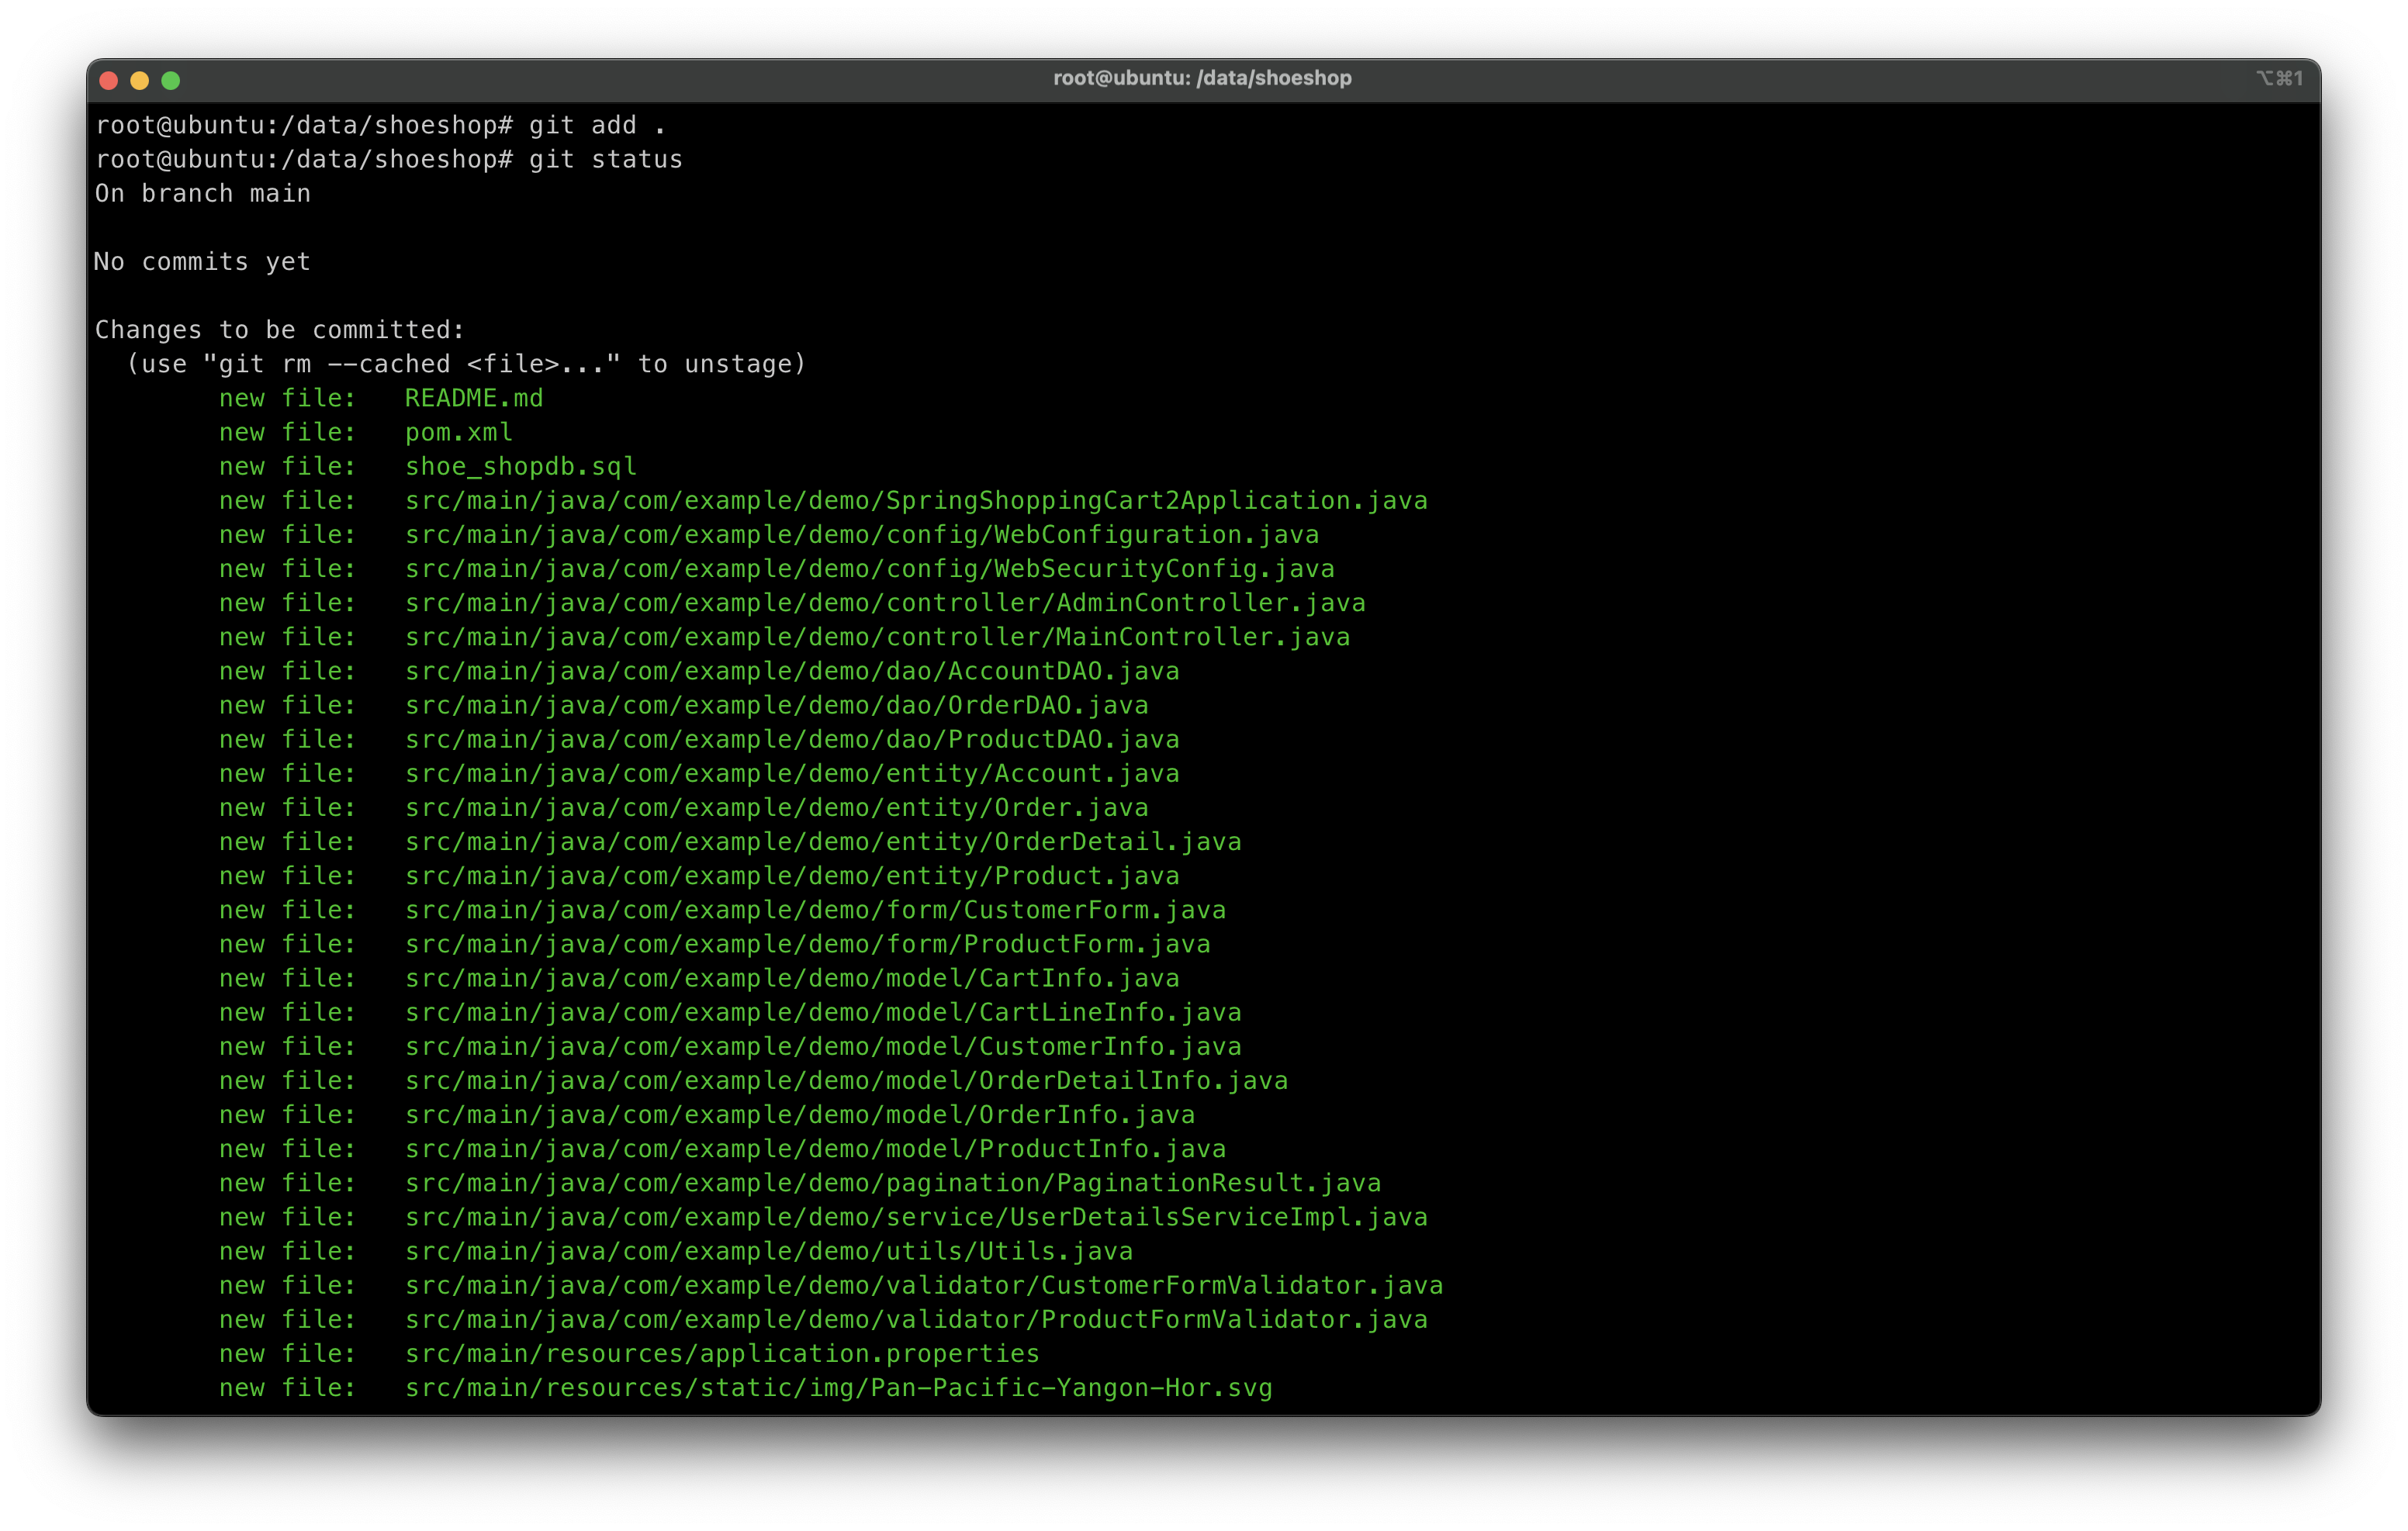 root@ubuntu: /data/shoeshop
⌥⌘1
root@ubuntu:/data/shoeshop# git add .
root@ubuntu:/data/shoeshop# git status
On branch main
No commits yet
Changes to be committed:
  (use "git rm --cached <file>..." to unstage)
        new file:   README.md
        new file:   pom.xml
        new file:   shoe_shopdb.sql
        new file:   src/main/java/com/example/demo/SpringShoppingCart2Application.java
        new file:   src/main/java/com/example/demo/config/WebConfiguration.java
        new file:   src/main/java/com/example/demo/config/WebSecurityConfig.java
        new file:   src/main/java/com/example/demo/controller/AdminController.java
        new file:   src/main/java/com/example/demo/controller/MainController.java
        new file:   src/main/java/com/example/demo/dao/AccountDAO.java
        new file:   src/main/java/com/example/demo/dao/OrderDAO.java
        new file:   src/main/java/com/example/demo/dao/ProductDAO.java
        new file:   src/main/java/com/example/demo/entity/Account.java
        new file:   src/main/java/com/example/demo/entity/Order.java
        new file:   src/main/java/com/example/demo/entity/OrderDetail.java
        new file:   src/main/java/com/example/demo/entity/Product.java
        new file:   src/main/java/com/example/demo/form/CustomerForm.java
        new file:   src/main/java/com/example/demo/form/ProductForm.java
        new file:   src/main/java/com/example/demo/model/CartInfo.java
        new file:   src/main/java/com/example/demo/model/CartLineInfo.java
        new file:   src/main/java/com/example/demo/model/CustomerInfo.java
        new file:   src/main/java/com/example/demo/model/OrderDetailInfo.java
        new file:   src/main/java/com/example/demo/model/OrderInfo.java
        new file:   src/main/java/com/example/demo/model/ProductInfo.java
        new file:   src/main/java/com/example/demo/pagination/PaginationResult.java
        new file:   src/main/java/com/example/demo/service/UserDetailsServiceImpl.java
        new file:   src/main/java/com/example/demo/utils/Utils.java
        new file:   src/main/java/com/example/demo/validator/CustomerFormValidator.java
        new file:   src/main/java/com/example/demo/validator/ProductFormValidator.java
        new file:   src/main/resources/application.properties
        new file:   src/main/resources/static/img/Pan-Pacific-Yangon-Hor.svg